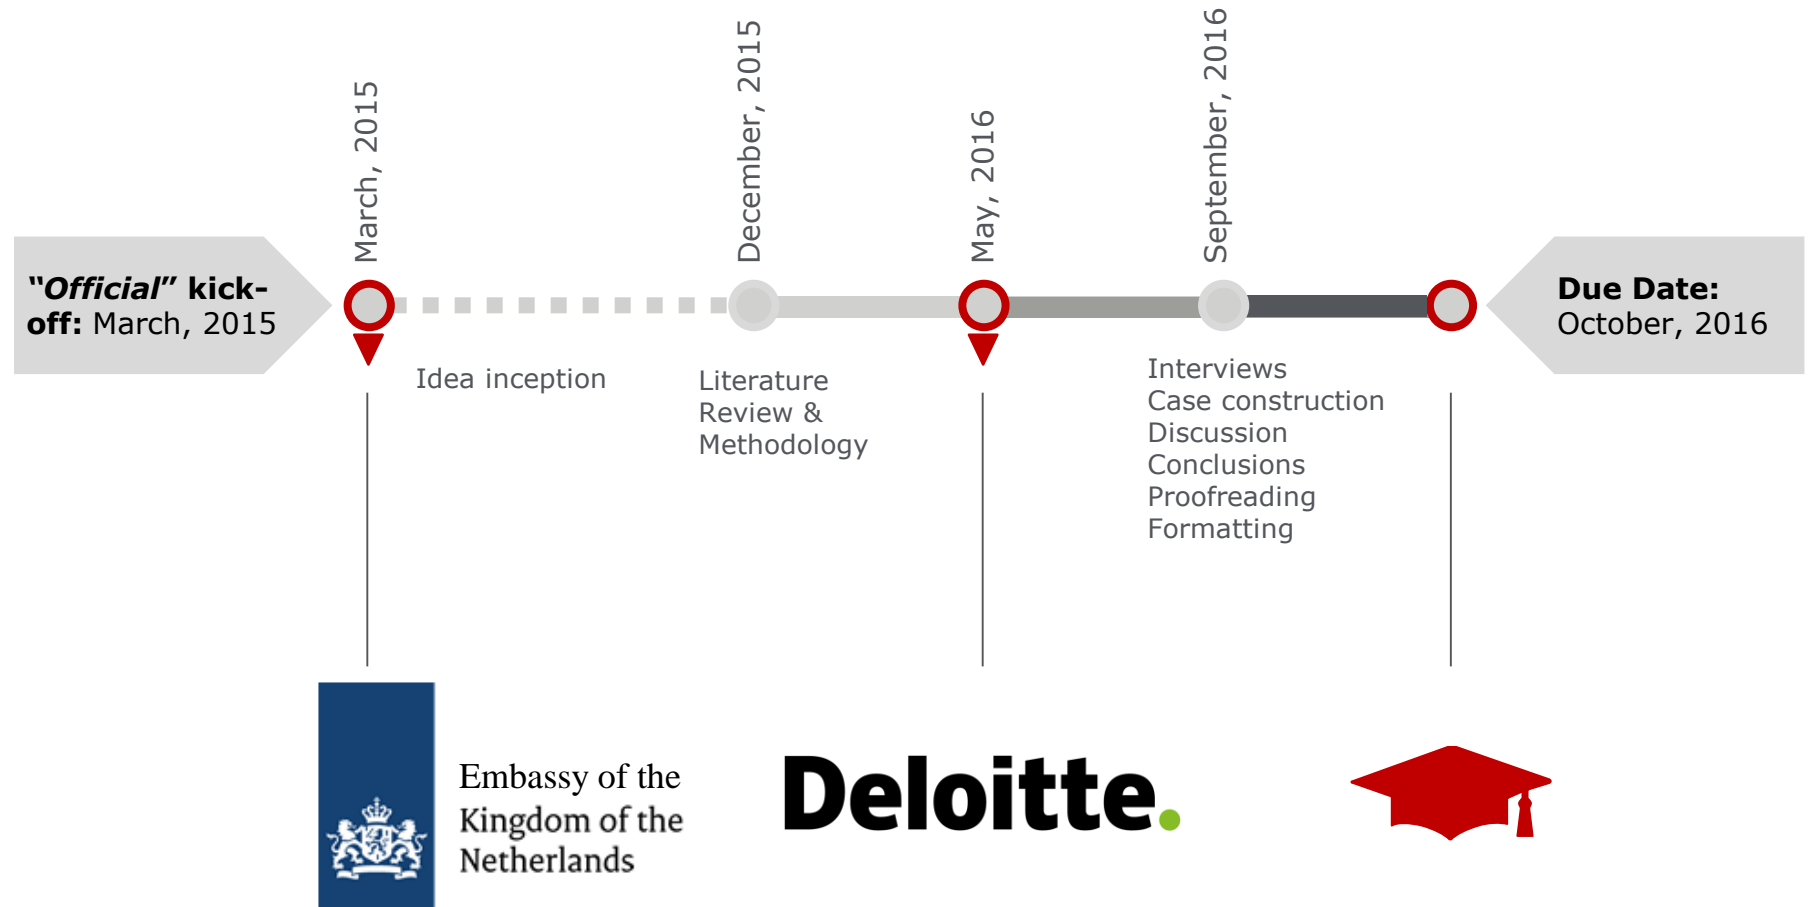 March, 2015
December, 2015
May, 2016
September, 2016
“Official” kick-
off: March, 2015
Due Date:
October, 2016
Idea inception
Literature
Review &
Methodology
Interviews
Case construction
Discussion
Conclusions
Proofreading
Formatting
Embassy of the
Kingdom of the
Netherlands
Deloitte.